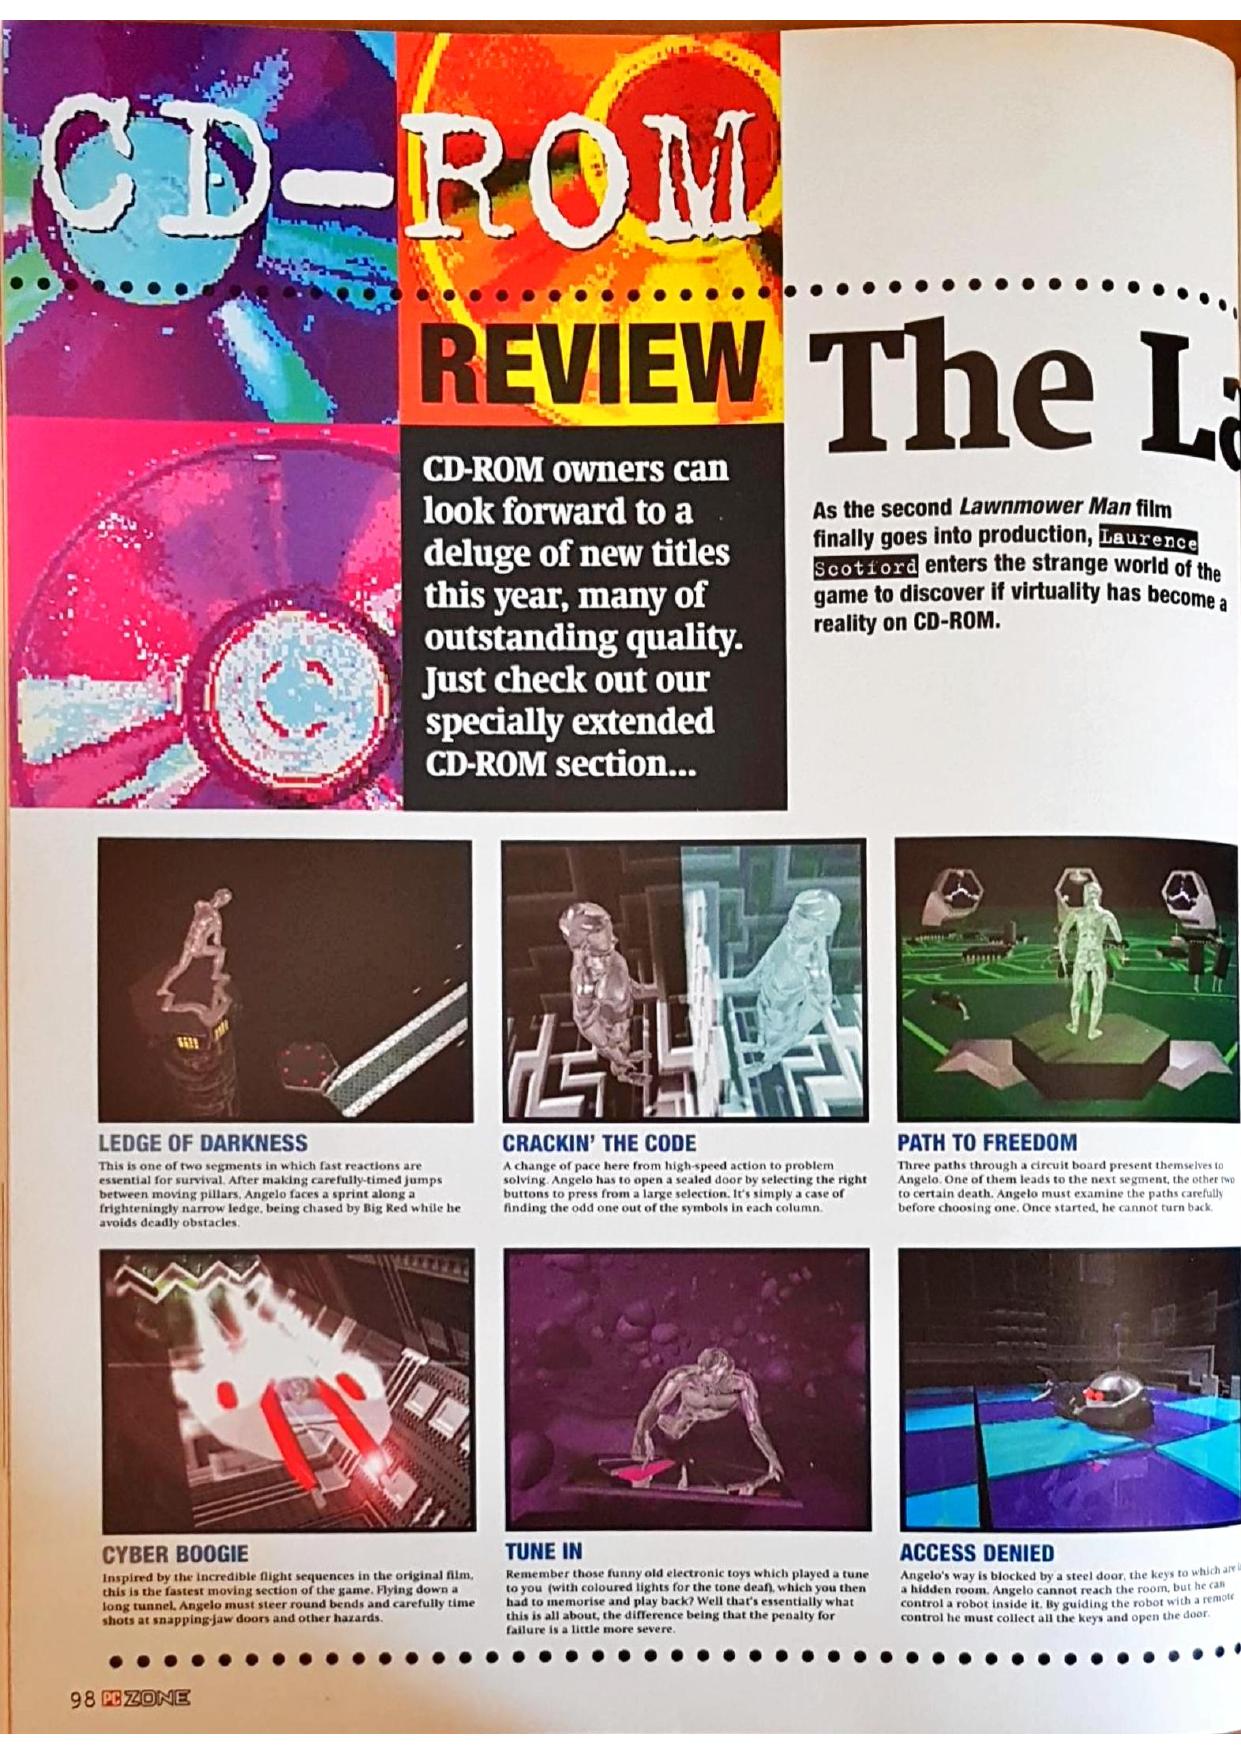 CD-ROM
REVIEW
CD-ROM owners can
look forward to a
deluge of new titles
this year, many of
outstanding quality.
Just check out our
specially extended
CD-ROM section...
The La
As the second Lawnmower Man film
finally goes into production, Laurence
Scotford enters the strange world of the
game to discover if virtuality has become a
reality on CD-ROM.
LEDGE OF DARKNESS
This is one of two segments in which fast reactions are
essential for survival. After making carefully-timed jumps
between moving pillars, Angelo faces a sprint along a
frighteningly narrow ledge, being chased by Big Red while he
avoids deadly obstacles.
CRACKIN' THE CODE
A change of pace here from high-speed action to problem
solving. Angelo has to open a sealed door by selecting the right
buttons to press from a large selection. It's simply a case of
finding the odd one out of the symbols in each column.
PATH TO FREEDOM
Three paths through a circuit board present themselves to
Angelo. One of them leads to the next segment, the other two
to certain death. Angelo must examine the paths carefully
before choosing one. Once started, he cannot turn back.
CYBER BOOGIE
Inspired by the incredible flight sequences in the original film,
this is the fastest moving section of the game. Flying down a
long tunnel, Angelo must steer round bends and carefully time
shots at snapping-jaw doors and other hazards.
TUNE IN
Remember those funny old electronic toys which played a tune
to you (with coloured lights for the tone deaf), which you then
had to memorise and play back? Well that's essentially what
this is all about, the difference being that the penalty for
failure is a little more severe.
ACCESS DENIED
Angelo's way is blocked by a steel door, the keys to which are i
a hidden room. Angelo cannot reach the room, but he can
control a robot inside it. By guiding the robot with a remote
control he must collect all the keys and open the door.
98 PC ZONE